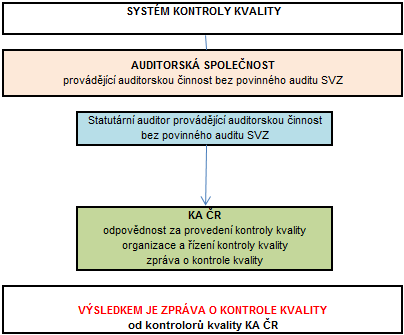 SYSTÉM KONTROLY KVALITY
AUDITORSKÁ SPOLEČNOST
provádějící auditorskou činnost bez povinného auditu SVZ
Statutární auditor provádějící auditorskou činnost
bez povinného auditu SVZ
KA ČR
odpovědnost za provedení kontroly kvality
organizace a řízení kontroly kvality
zpráva o kontrole kvality
VÝSLEDKEM JE ZPRÁVA O KONTROLE KVALITY
od kontrolorů kvality KA ČR